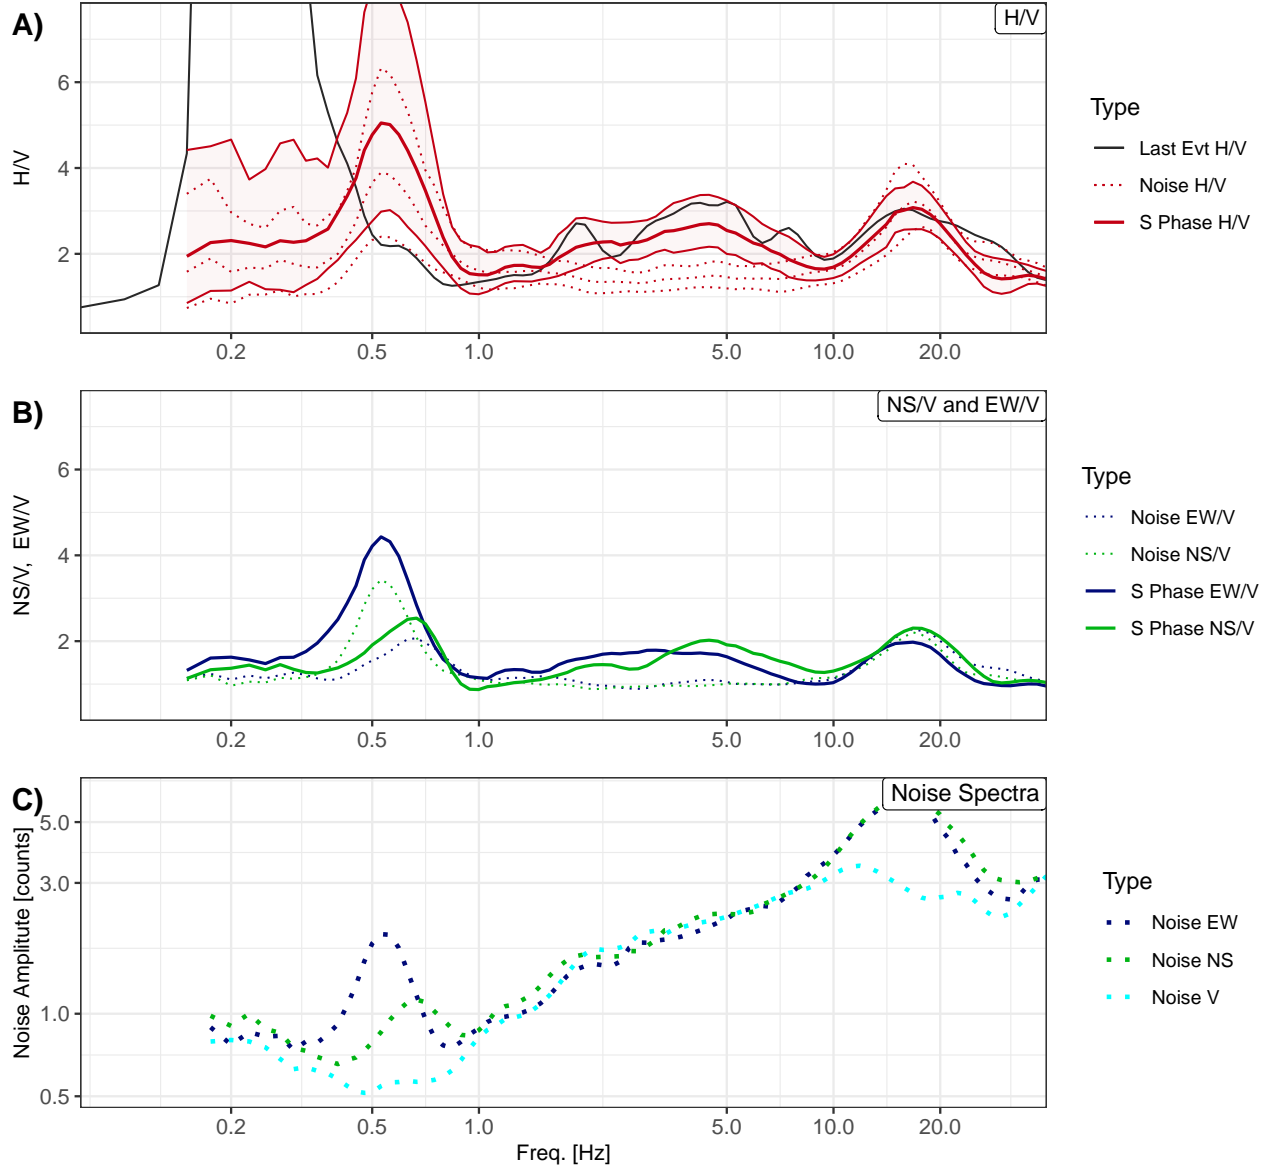 A)
H/V
6
4
2
H/V
0.2 0.5 1.0 5.0 10.0 20.0
Type
Last Evt H/V
Noise H/V
S Phase H/V
B)
NS/V and EW/V
6
4
2
NS/V, EW/V
0.2 0.5 1.0 5.0 10.0 20.0
Type
Noise EW/V
Noise NS/V
S Phase EW/V
S Phase NS/V
C)
Noise Spectra
5.0
3.0
1.0
0.5
Noise Amplitute [counts]
0.2 0.5 1.0 5.0 10.0 20.0
Freq. [Hz]
Type
Noise EW
Noise NS
Noise V